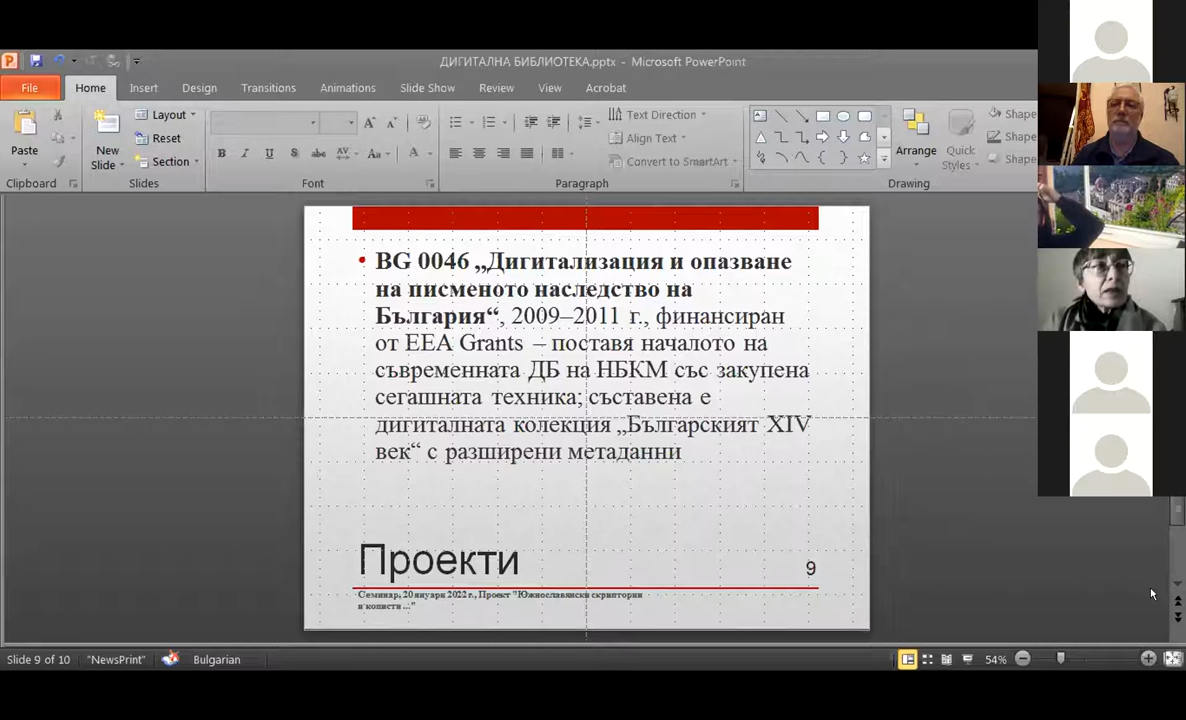 ДИГИТАЛНА БИБЛИОТЕКА.pptx - Microsoft PowerPoint
File Home Insert Design Transitions Animations Slide Show Review View Acrobat
Paste
New Slide
Layout
Reset
Section
Text Direction
Align Text
Convert to SmartArt
Arrange
Quick Styles
Shape
Shape
Shape
Clipboard Slides Font Paragraph Drawing
BG 0046 „Дигитализация и опазване
на писменото наследство на
България“, 2009–2011 г., финансиран
от EEA Grants – поставя началото на
съвременната ДБ на НБКМ със закупена
сегашната техника; съставена е
дигиталната колекция „Българският XIV
век“ с разширени метаданни
Проекти
9
Семинар, 20 януари 2022 г., Проект "Южнославянски скриптории
и кописти ..."
Slide 9 of 10 "NewsPrint" Bulgarian 54%